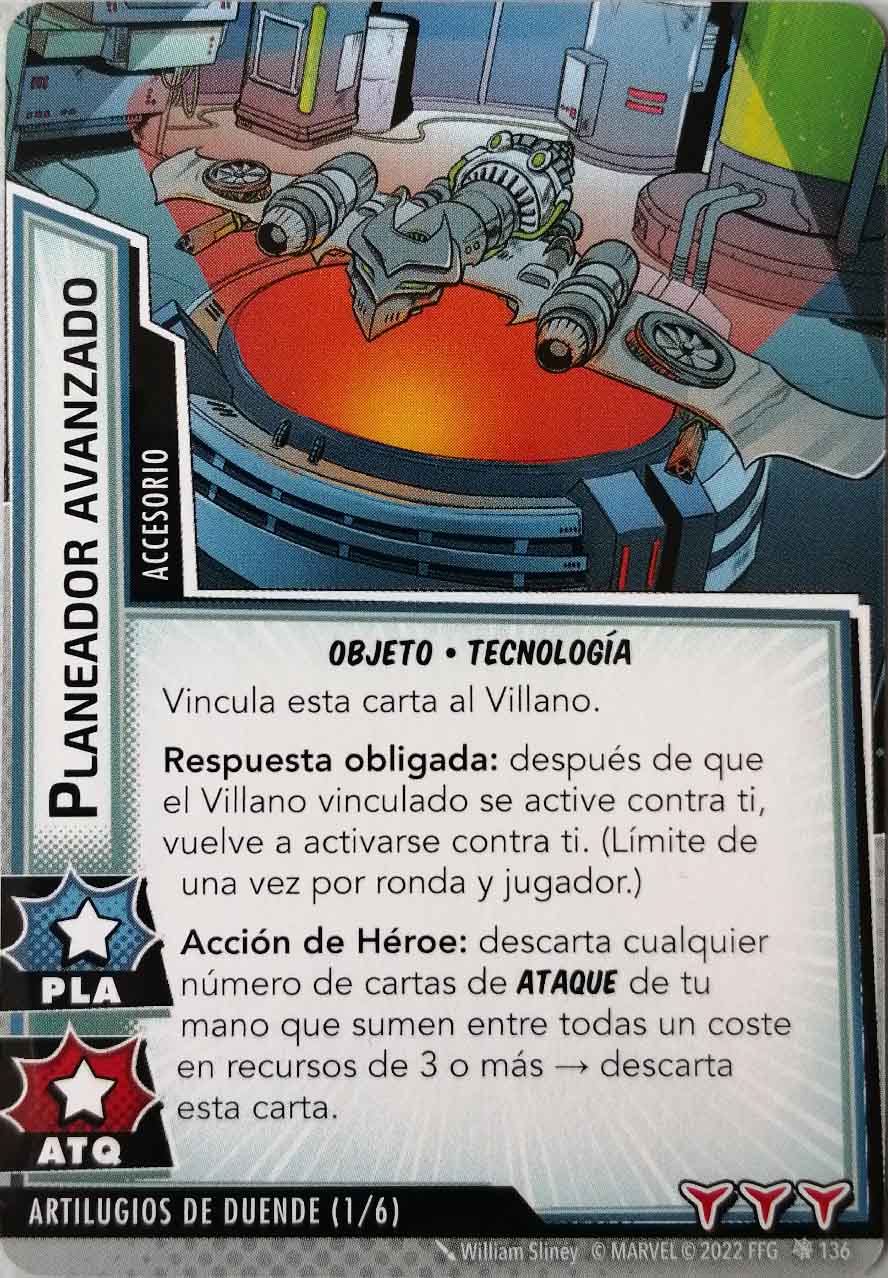 PLANEADOR AVANZADO
ACCESORIO
OBJETO • TECNOLOGÍA
Vincula esta carta al Villano.
Respuesta obligada: después de que
el Villano vinculado se active contra ti,
vuelve a activarse contra ti. (Límite de
una vez por ronda y jugador.)
Acción de Héroe: descarta cualquier
número de cartas de ATAQUE de tu
mano que sumen entre todas un coste
en recursos de 3 o más → descarta
esta carta.
PLA
ATQ
ARTILUGIOS DE DUENDE (1/6)
William Sliney © MARVEL © 2022 FFG 136